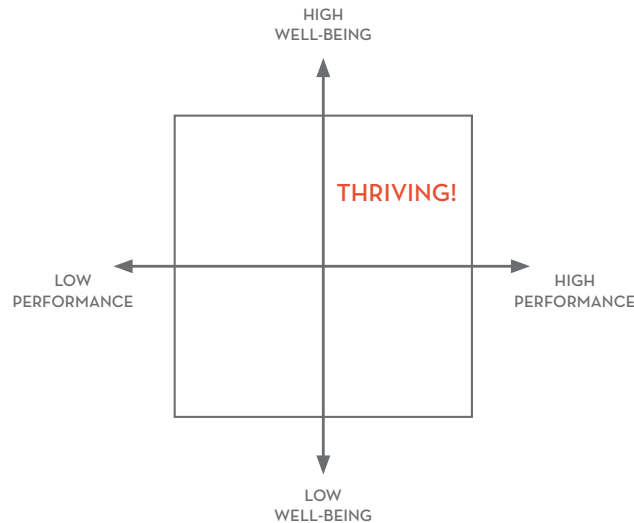 HIGH
WELL-BEING
THRIVING!
LOW
PERFORMANCE
HIGH
PERFORMANCE
LOW
WELL-BEING